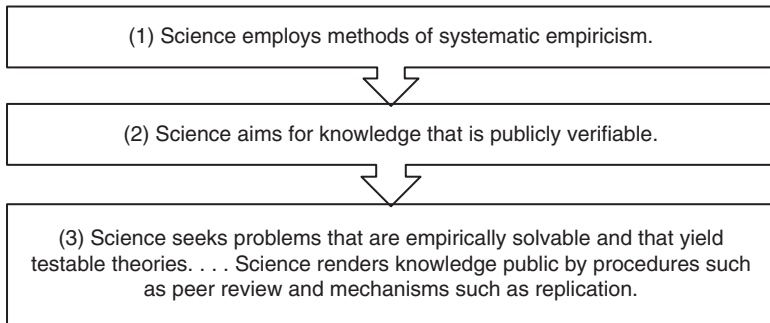 (1) Science employs methods of systematic empiricism.
(2) Science aims for knowledge that is publicly verifiable.
(3) Science seeks problems that are empirically solvable and that yield
testable theories. . . . Science renders knowledge public by procedures such
as peer review and mechanisms such as replication.